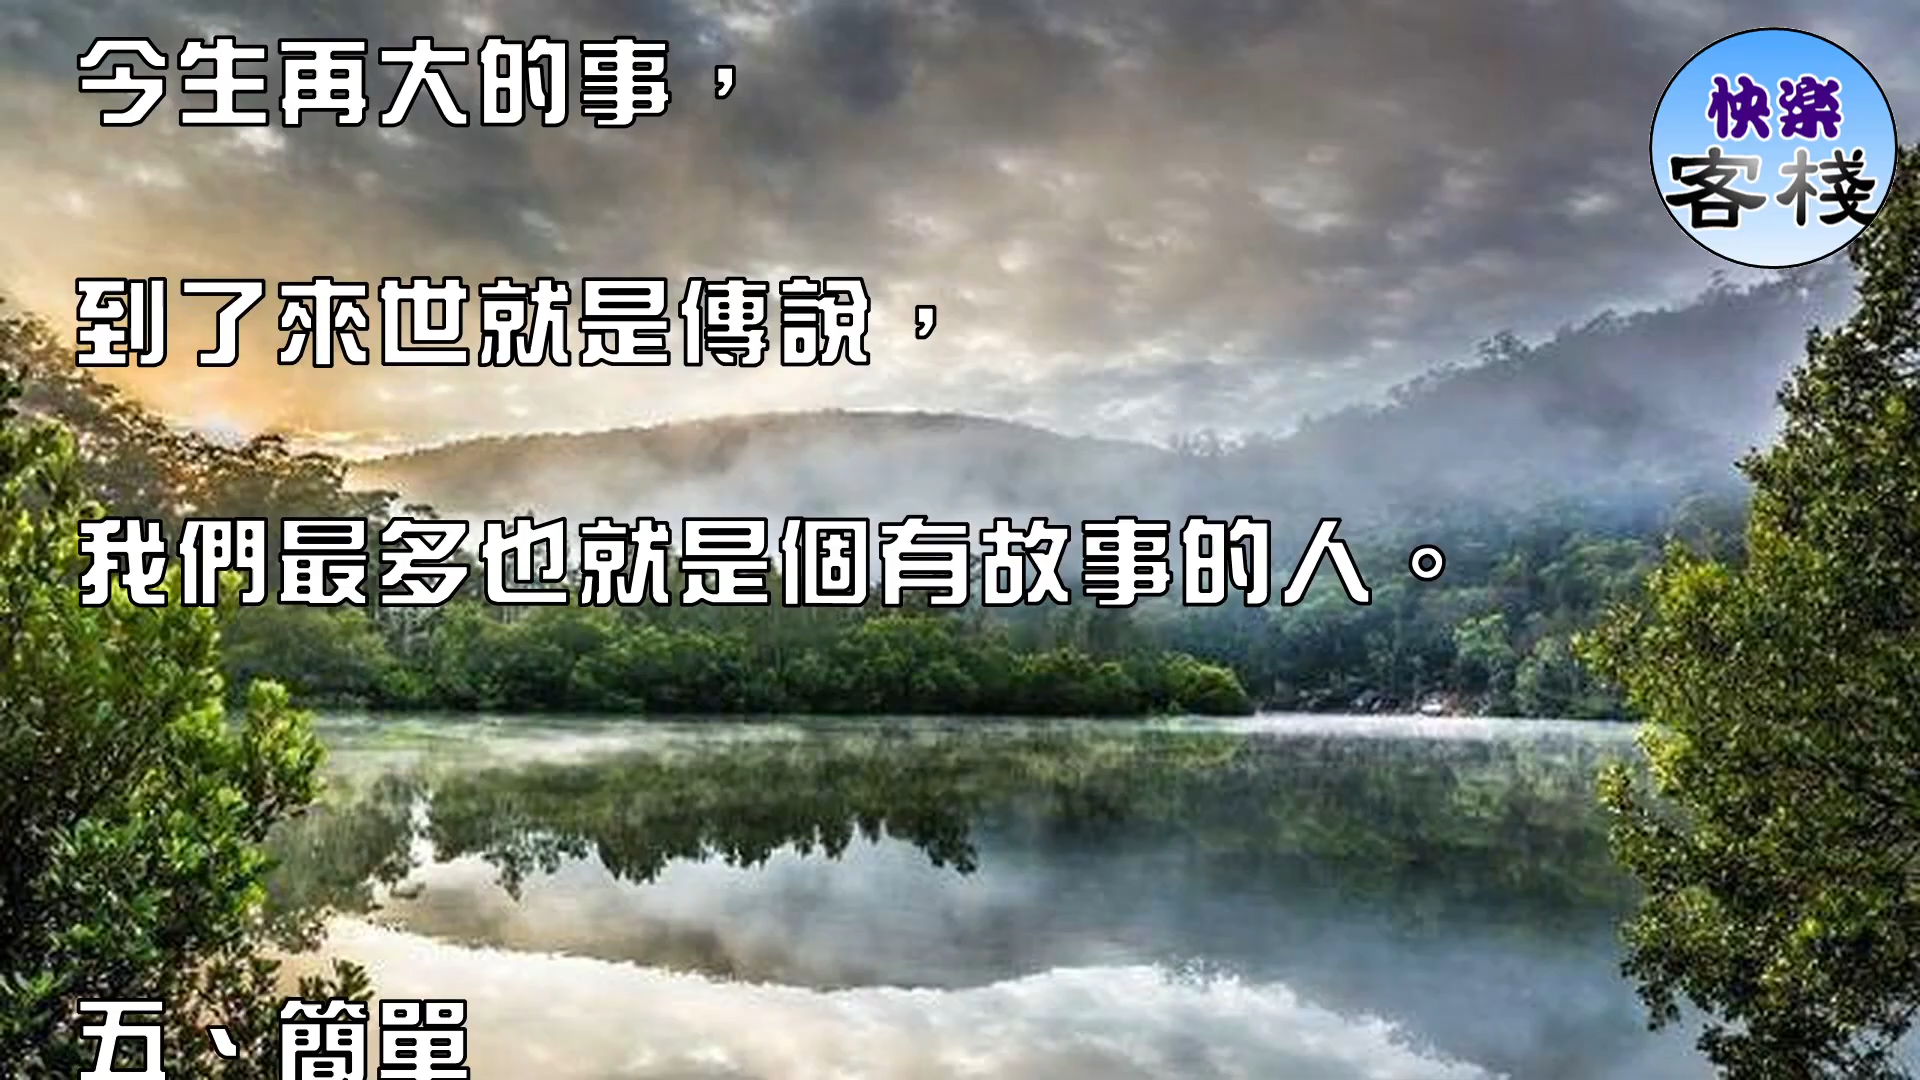 今生再大的事，
到了來世就是傳說，
我們最多也就是個有故事的人。
五、簡單
快樂
客棧